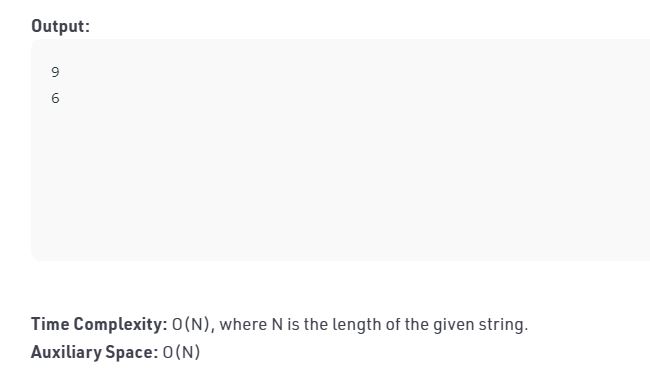 Output:
9
6
Time Complexity: O(N), where N is the length of the given string.
Auxiliary Space: O(N)